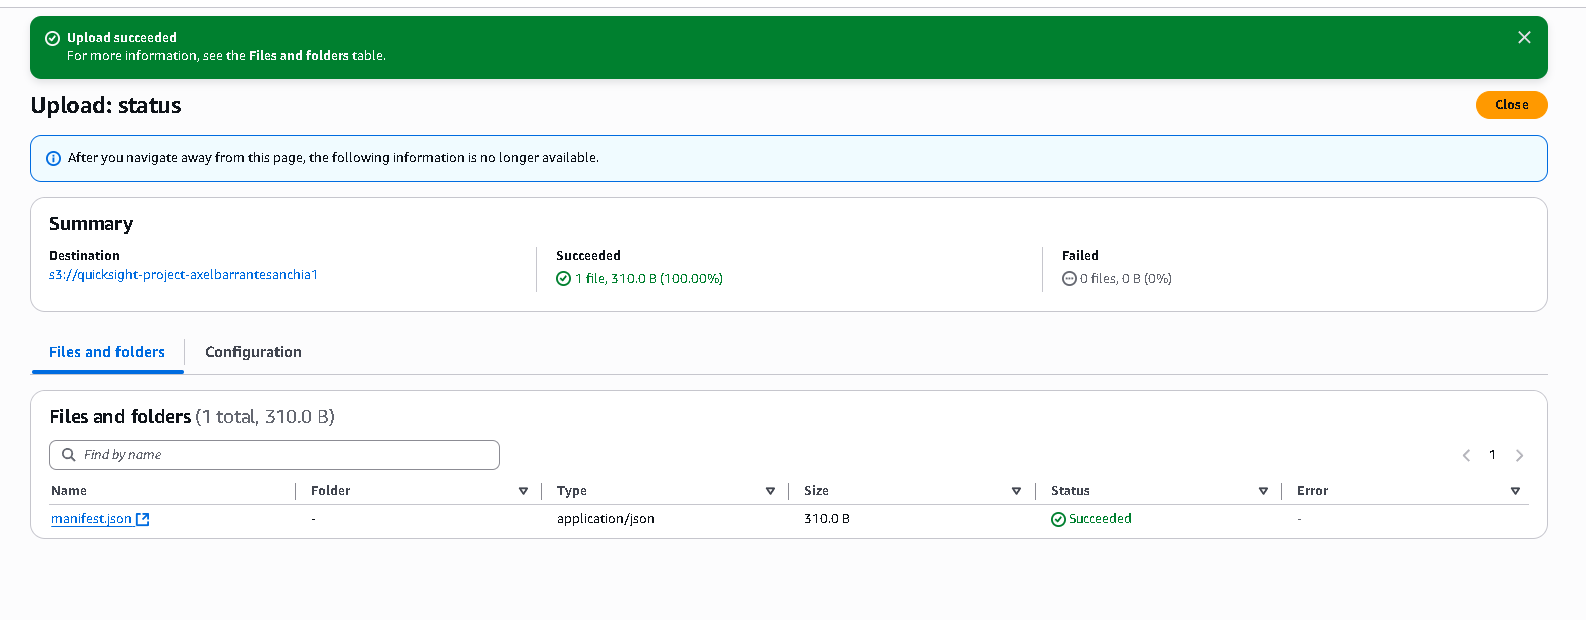 Upload succeeded
For more information, see the Files and folders table.
Upload: status
Close
After you navigate away from this page, the following information is no longer available.
Summary
Destination
s3://quicksight-project-axelbarrantesanchia1
Succeeded
1 file, 310.0 B (100.00%)
Failed
0 files, 0 B (0%)
Files and folders
Configuration
Files and folders (1 total, 310.0 B)
Find by name
1
Name Folder Type Size Status Error
manifest.json - application/json 310.0 B Succeeded -